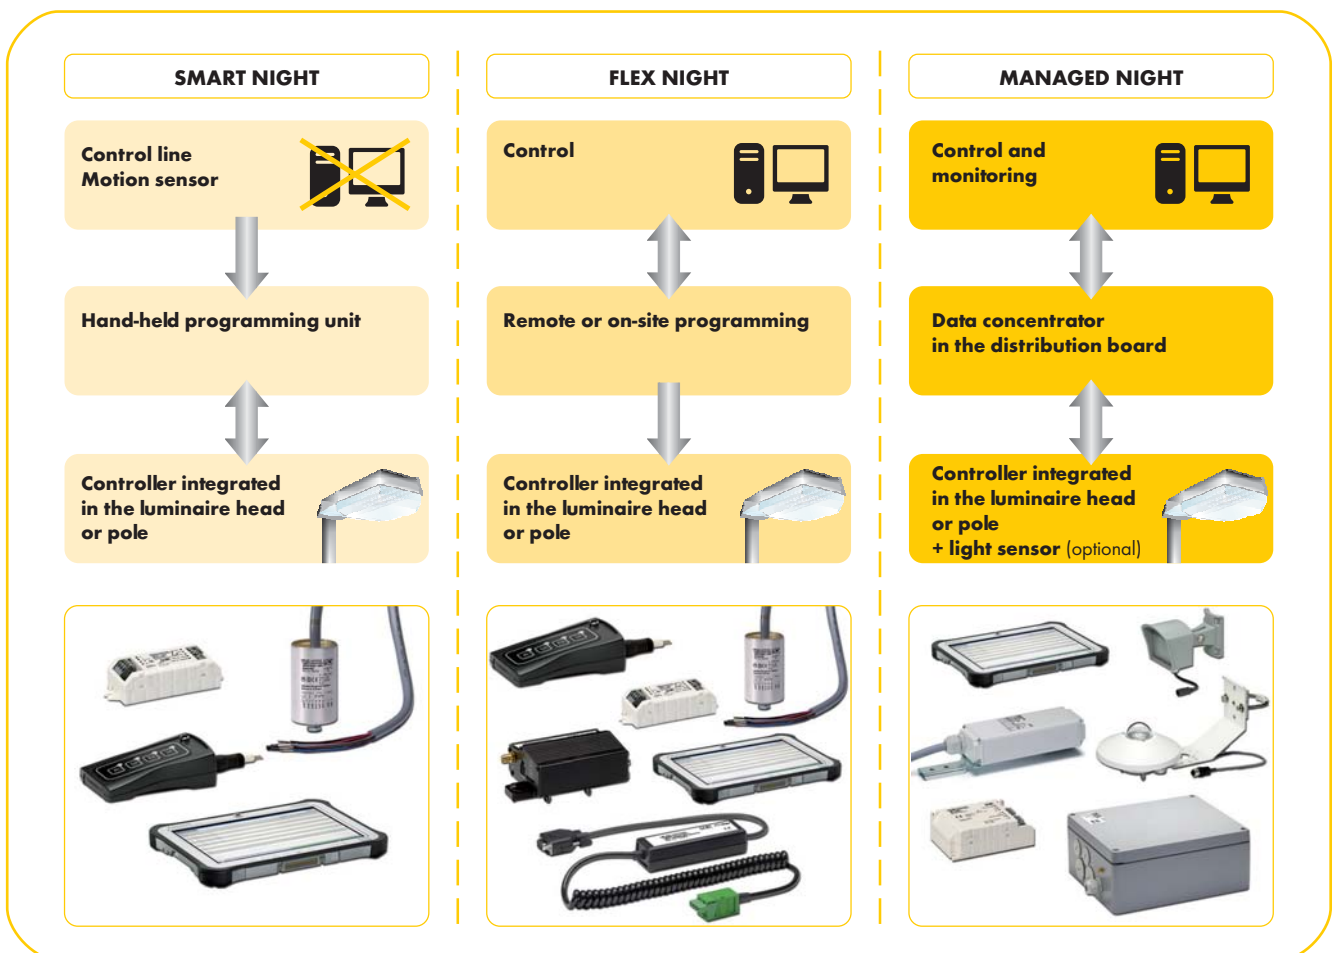 SMART NIGHT
Control line
Motion sensor
Hand-held programming unit
Controller integrated
in the luminaire head
or pole
FLEX NIGHT
Control
Remote or on-site programming
Controller integrated
in the luminaire head
or pole
MANAGED NIGHT
Control and
monitoring
Data concentrator
in the distribution board
Controller integrated
in the luminaire head
or pole
+ light sensor (optional)